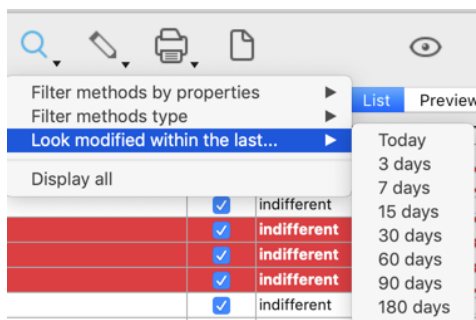 Filter methods by properties
Filter methods type
Look modified within the last...
Display all
List Preview
Today
3 days
7 days
15 days
30 days
60 days
90 days
180 days
indifferent
indifferent
indifferent
indifferent
indifferent